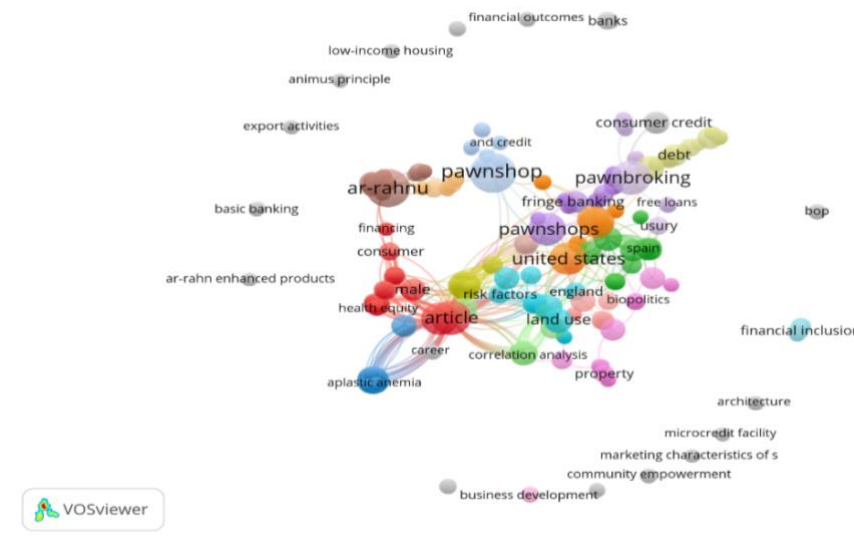 financial outcomes
banks
low-income housing
animus principle
export activities
consumer credit
and credit
debt
pawnshop
pawnbroking
ar-rahnu
fringe banking
free loans
basic banking
bop
financing
pawnshops
usury
consumer
spain
united states
ar-rahn enhanced products
male
risk factors
england
biopolitics
health equity
article
land use
financial inclusion
career
correlation analysis
property
aplastic anemia
architecture
microcredit facility
marketing characteristics of s
community empowerment
business development
VOSviewer